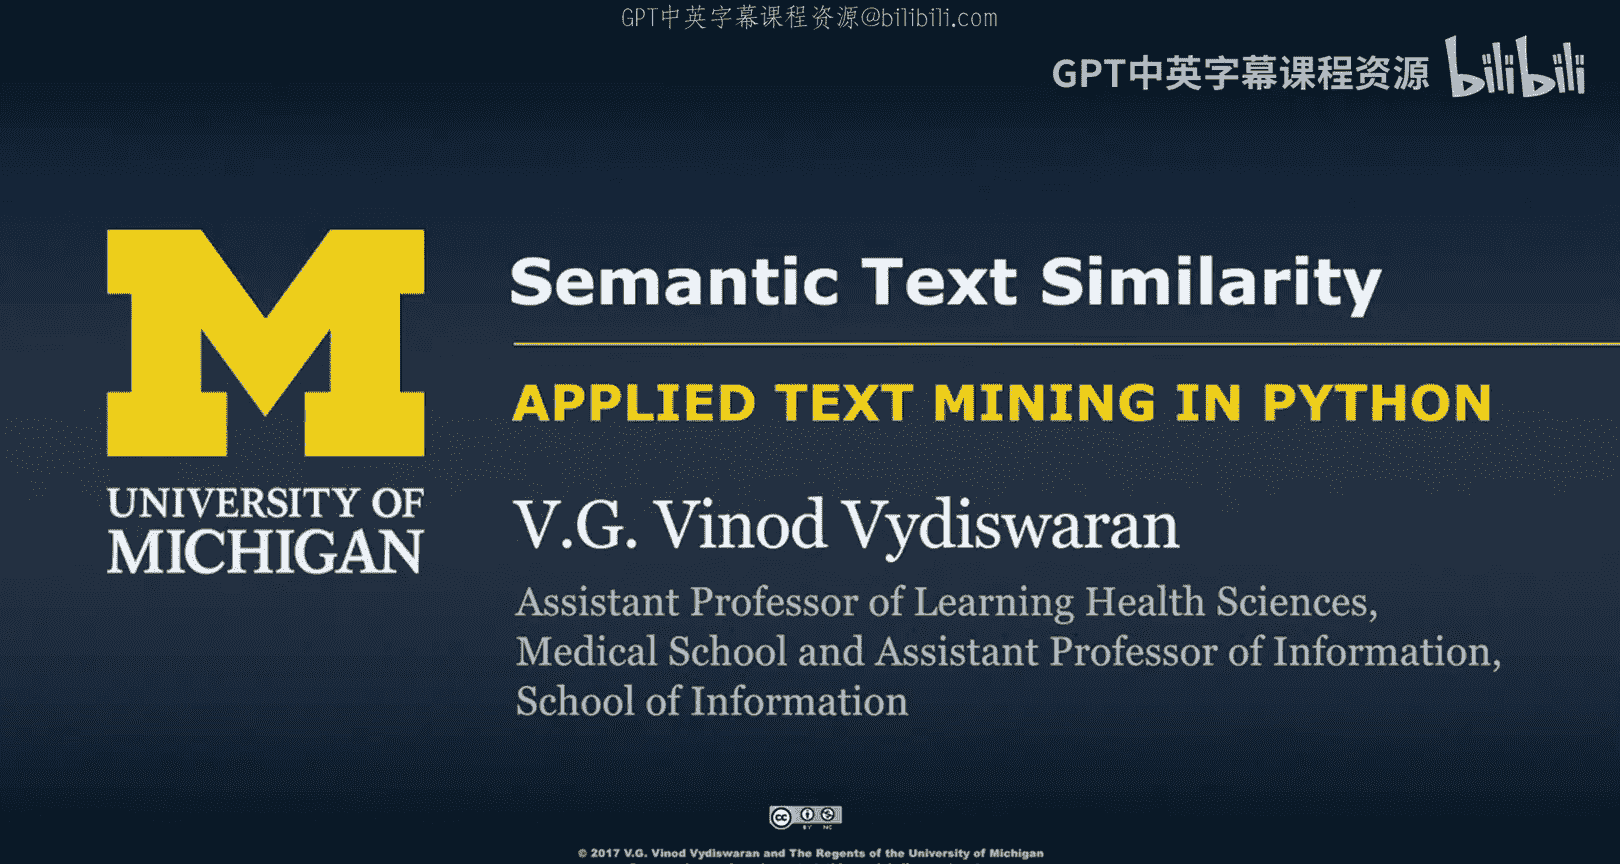 GPT中英字幕课程资源@bilibili.com
GPT中英字幕课程资源 bilibili
Semantic Text Similarity
APPLIED TEXT MINING IN PYTHON
M
UNIVERSITY OF
MICHIGAN
V.G. Vinod Vydiswaran
Assistant Professor of Learning Health Sciences,
Medical School and Assistant Professor of Information,
School of Information
cc
BY NC
© 2017 V.G. Vinod Vydiswaran and The Regents of the University of Michigan